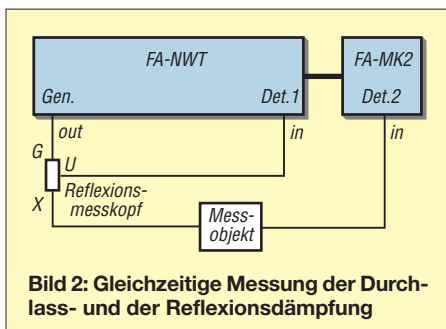 FA-NWT
FA-MK2
Gen.
Det.1
Det.2
out
in
in
G
U
Reflexions-
messkopf
X
Mess-
objekt
Bild 2: Gleichzeitige Messung der Durch-
lass- und der Reflexionsdämpfung